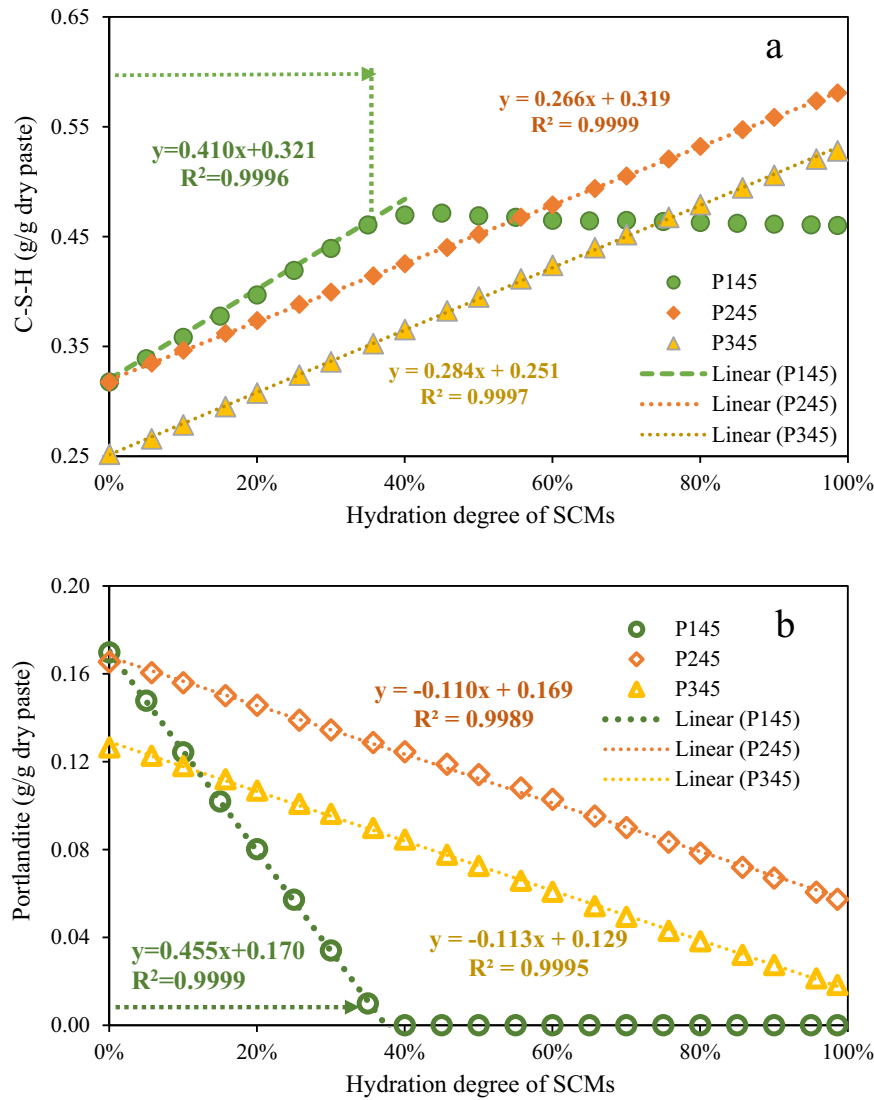 a
0.65
0.55
0.45
0.35
0.25
C-S-H (g/g dry paste)
y = 0.266x + 0.319
R² = 0.9999
y=0.410x+0.321
R²=0.9996
y = 0.284x + 0.251
R² = 0.9997
P145
P245
P345
Linear (P145)
Linear (P245)
Linear (P345)
0% 20% 40% 60% 80% 100%
Hydration degree of SCMs
b
0.20
0.16
0.12
0.08
0.04
0.00
Portlandite (g/g dry paste)
P145
P245
P345
Linear (P145)
Linear (P245)
Linear (P345)
y = -0.110x + 0.169
R² = 0.9989
y=0.455x+0.170
R²=0.9999
y = -0.113x + 0.129
R² = 0.9995
0% 20% 40% 60% 80% 100%
Hydration degree of SCMs